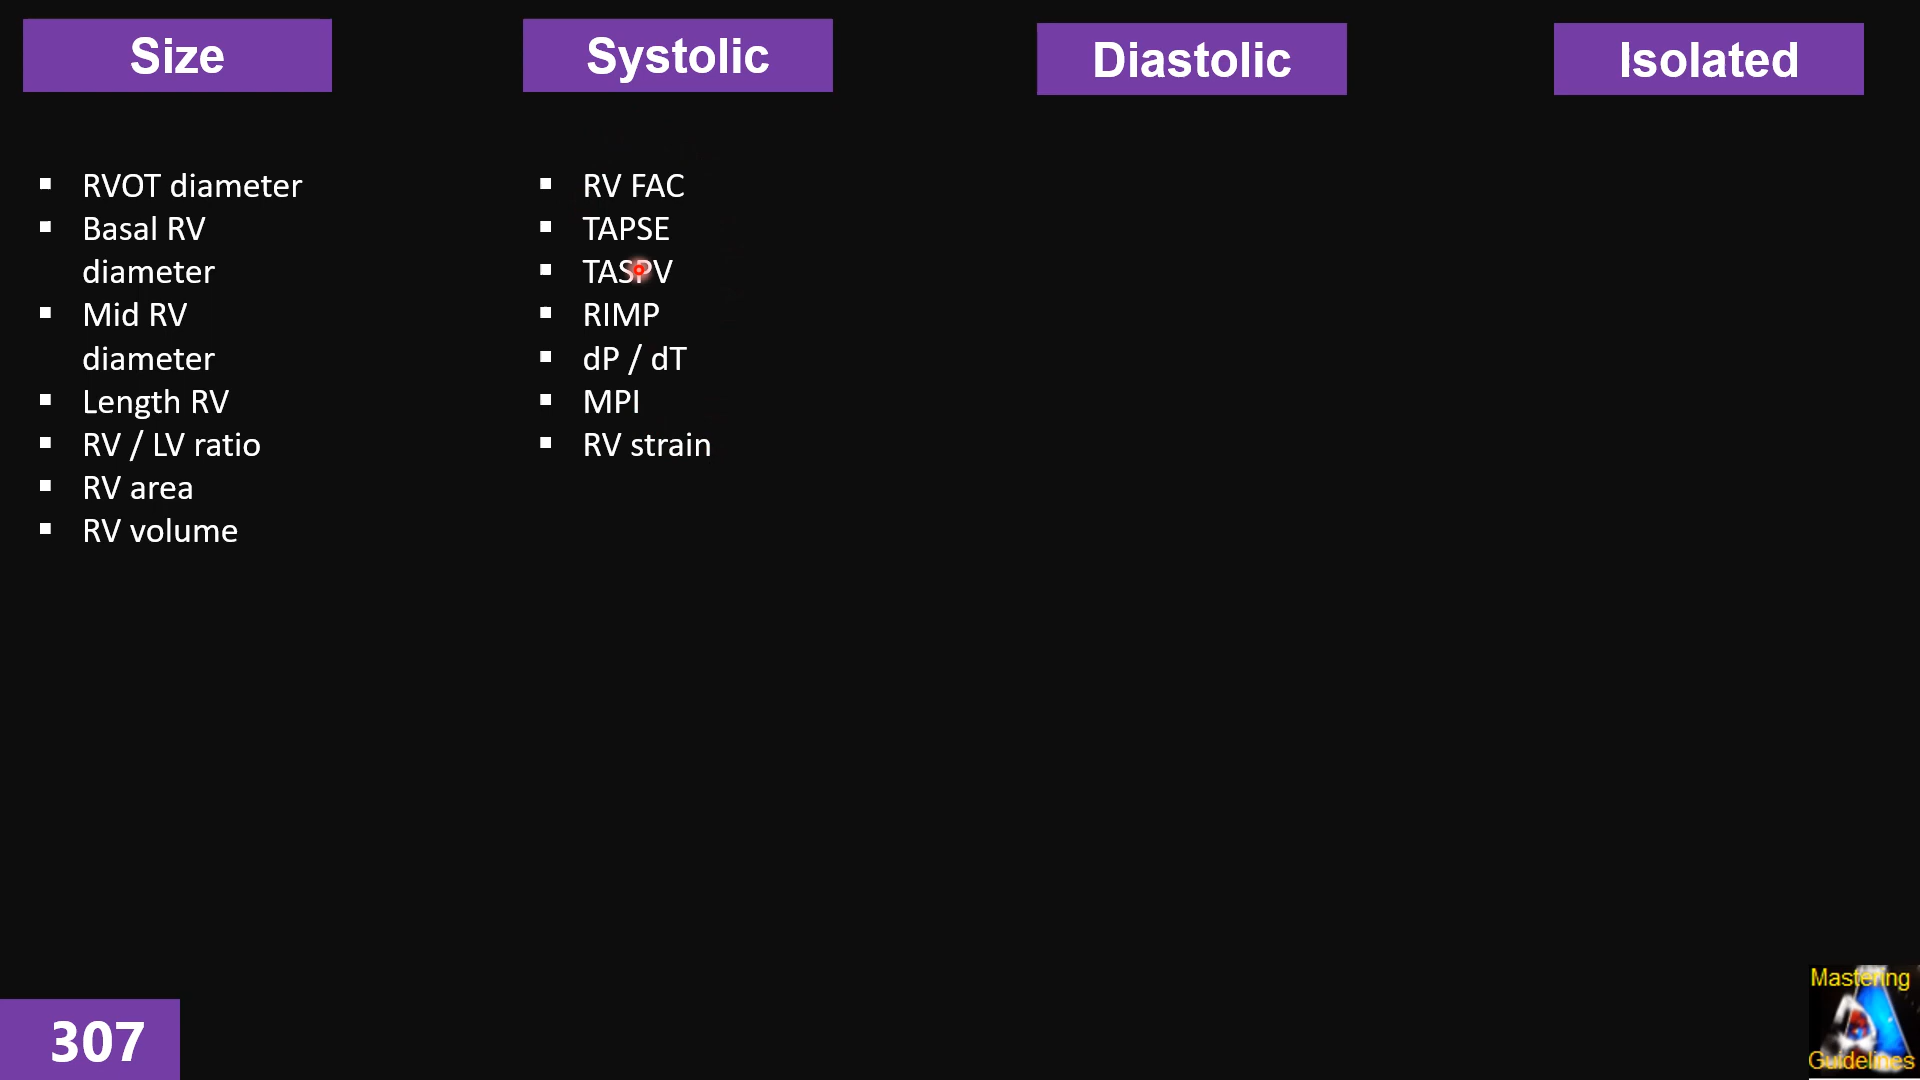 Size
Systolic
Diastolic
Isolated
RVOT diameter
Basal RV
diameter
Mid RV
diameter
Length RV
RV / LV ratio
RV area
RV volume
RV FAC
TAPSE
TASPV
RIMP
dP / dT
MPI
RV strain
307
Mastering
Guidelines